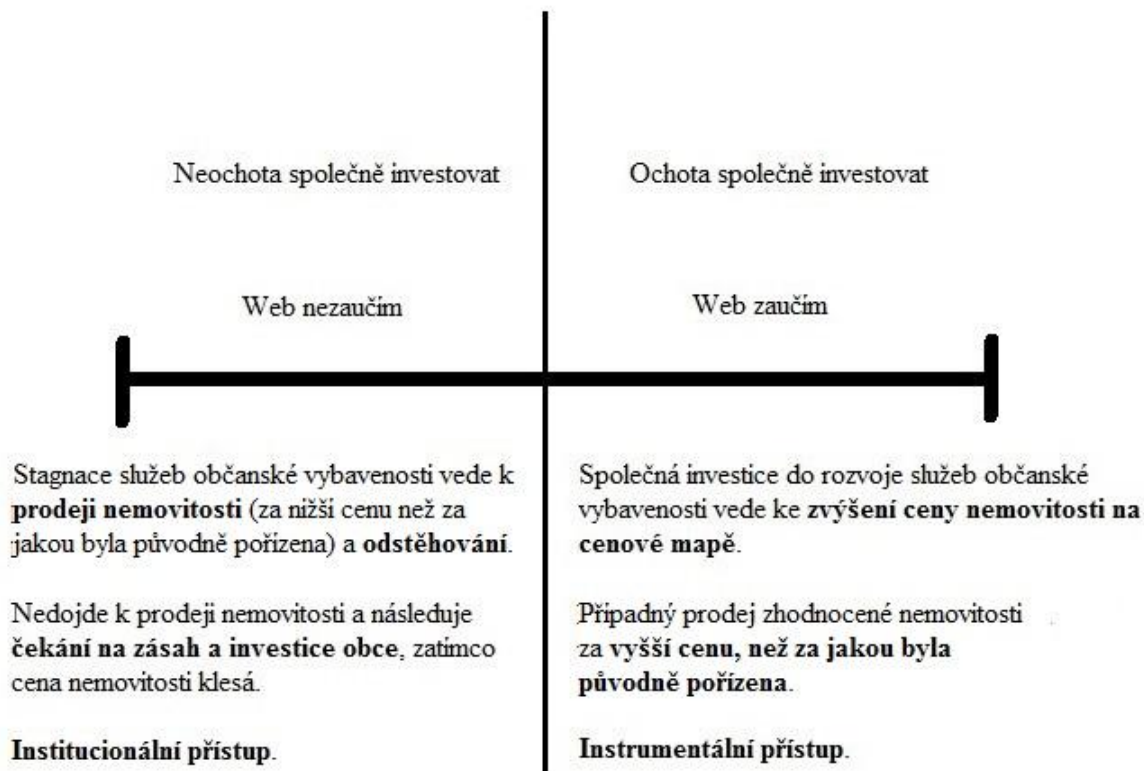 Neochota společně investovat
Ochota společně investovat
Web nezaučím
Web zaučím
Stagnace služeb občanské vybavenosti vede k
prodeji nemovitosti (za nižší cenu než za
jakou byla původně pořízena) a odstěhování.
Nedojde k prodeji nemovitosti a následuje
čekání na zásah a investice obce, zatímco
cena nemovitosti klesá.
Institucionální přístup.
Společná investice do rozvoje služeb občanské
vybavenosti vede ke zvýšení ceny nemovitosti na
cenové mapě.
Případný prodej zhodnocené nemovitosti
za vyšší cenu, než za jakou byla
původně pořízena.
Instrumentální přístup.